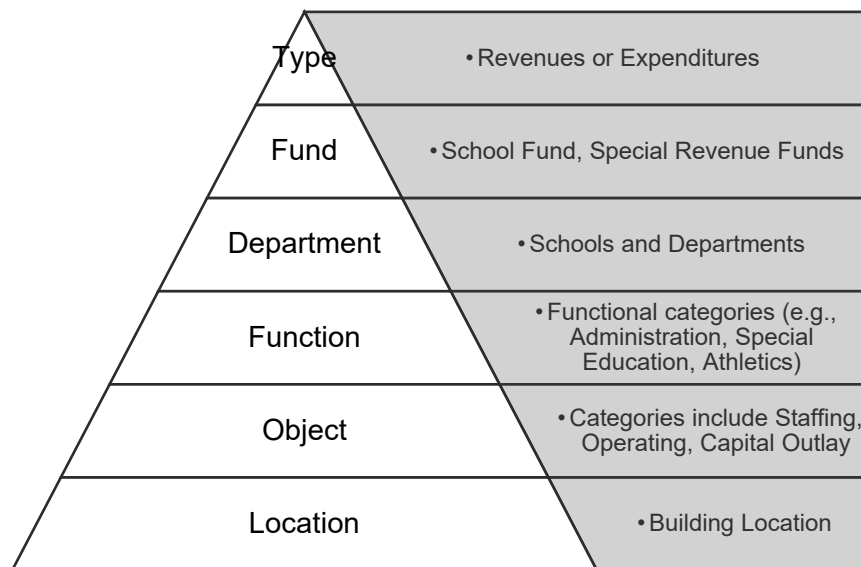 Type
• Revenues or Expenditures
Fund
• School Fund, Special Revenue Funds
Department
• Schools and Departments
Function
• Functional categories (e.g.,
Administration, Special
Education, Athletics)
Object
• Categories include Staffing,
Operating, Capital Outlay
Location
• Building Location